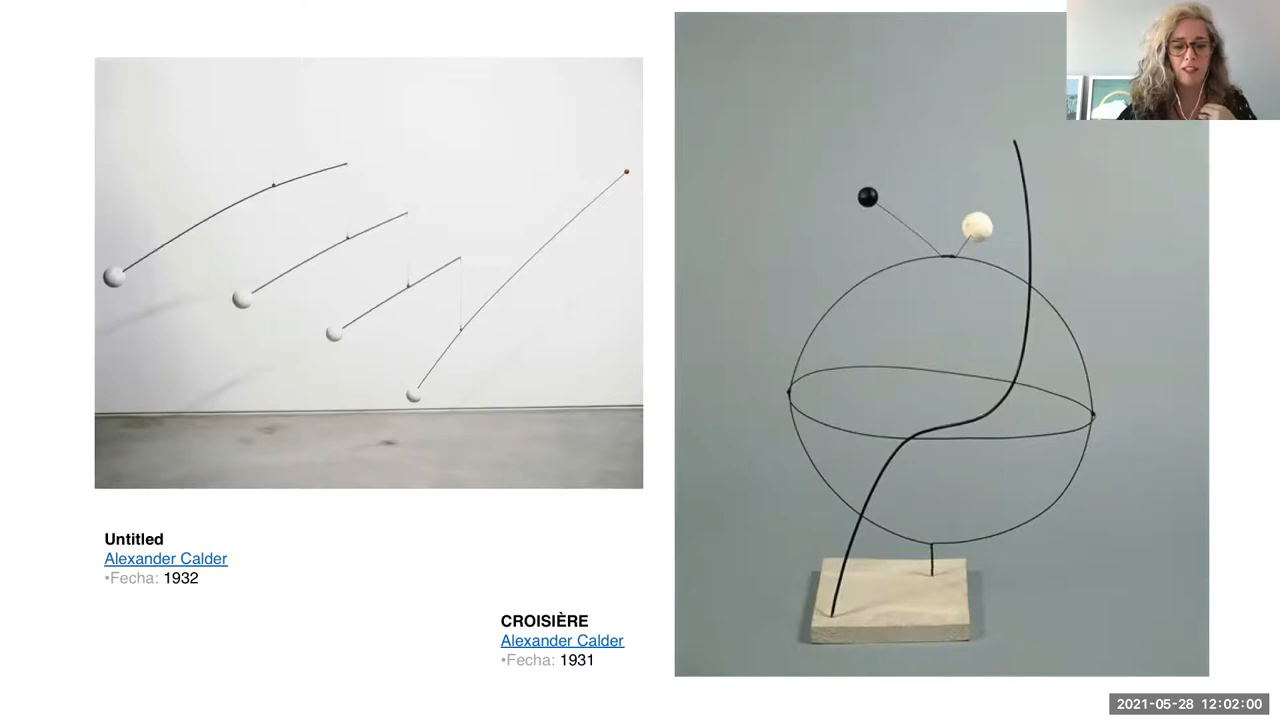 Untitled
Alexander Calder
•Fecha: 1932
CROISIÈRE
Alexander Calder
•Fecha: 1931
2021-05-28 12:02:00